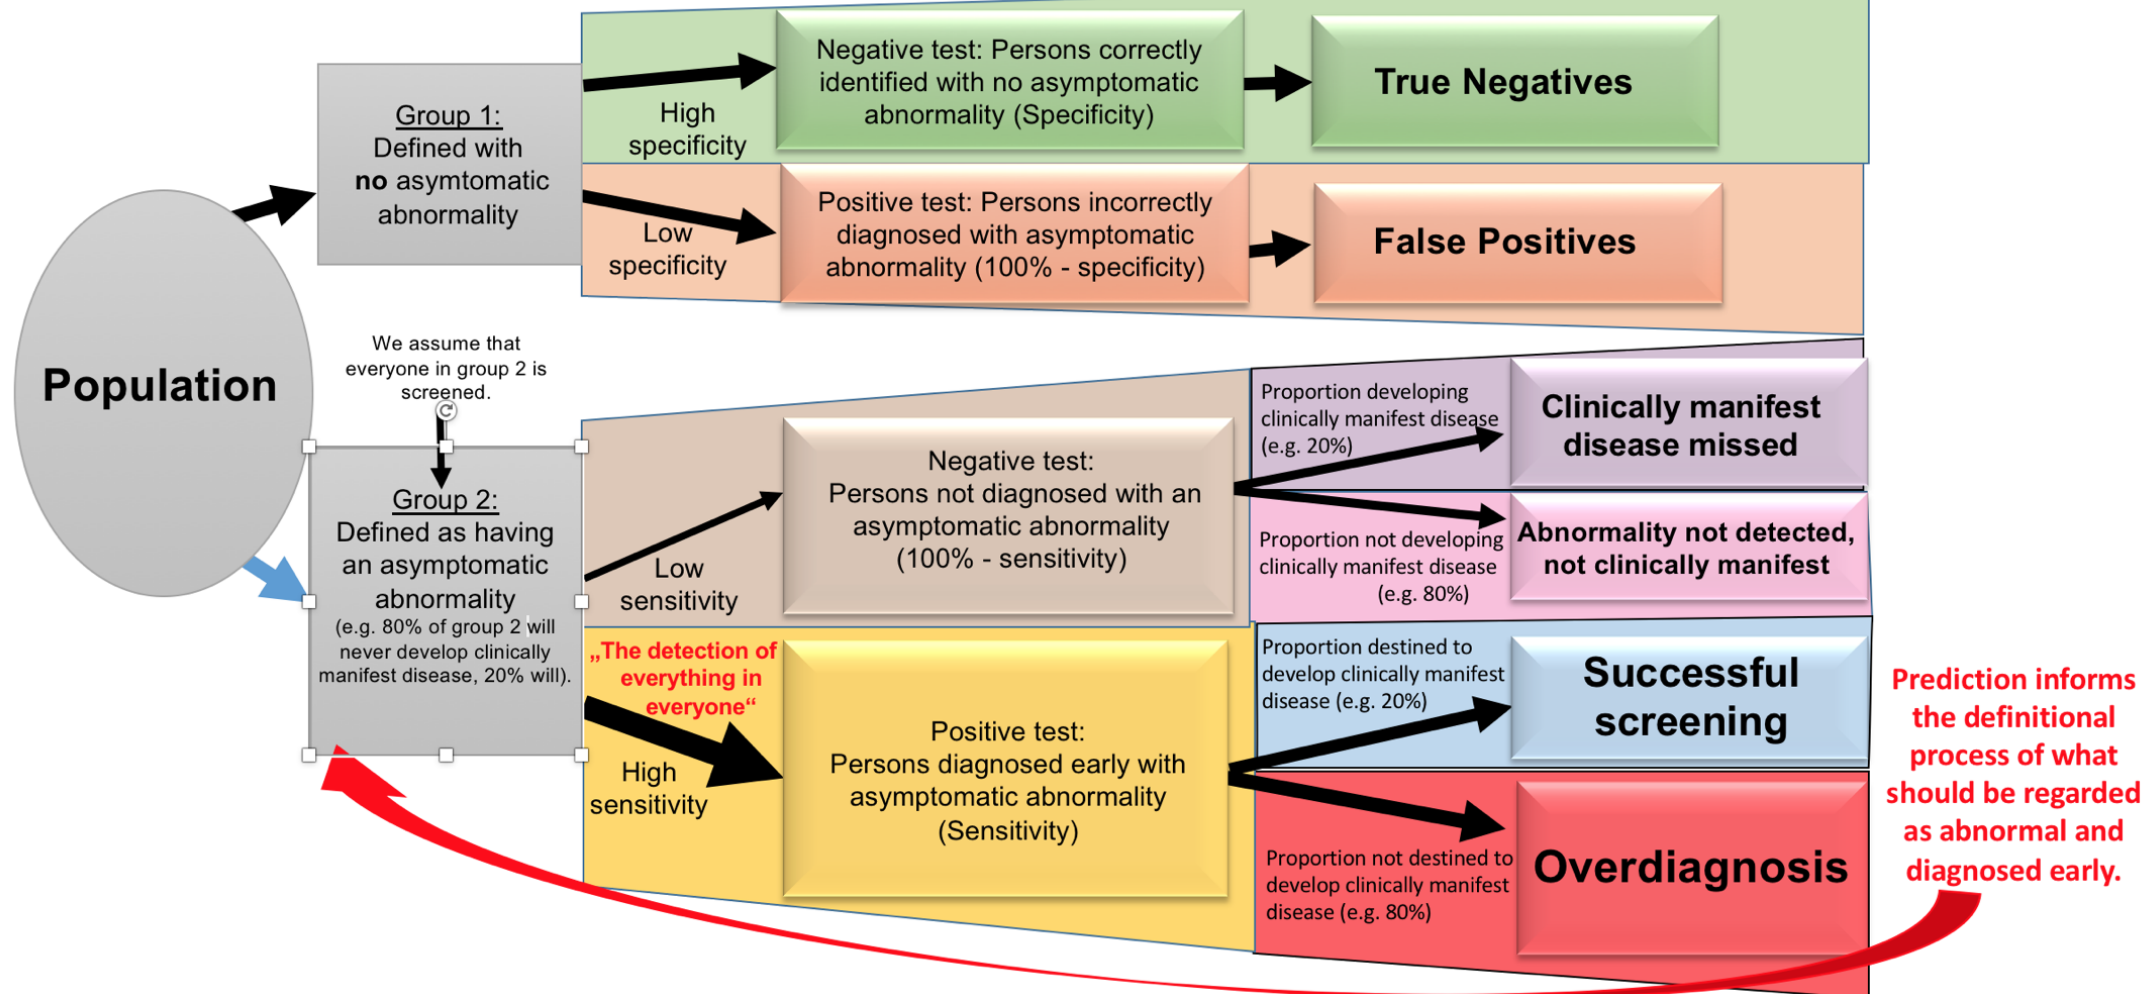 Population
Group 1:
Defined with
no asymtomatic
abnormality
High
specificity
Negative test: Persons correctly
identified with no asymptomatic
abnormality (Specificity)
True Negatives
Low
specificity
Positive test: Persons incorrectly
diagnosed with asymptomatic
abnormality (100% - specificity)
False Positives
We assume that
everyone in group 2 is
screened.
Group 2:
Defined as having
an asymptomatic
abnormality
(e.g. 80% of group 2 will
never develop clinically
manifest disease, 20% will).
Low
sensitivity
Negative test:
Persons not diagnosed with an
asymptomatic abnormality
(100% - sensitivity)
Proportion developing
clinically manifest disease
(e.g. 20%)
Clinically manifest
disease missed
Proportion not developing
clinically manifest disease
(e.g. 80%)
Abnormality not detected,
not clinically manifest
„The detection of
everything in
everyone“
High
sensitivity
Positive test:
Persons diagnosed early with
asymptomatic abnormality
(Sensitivity)
Proportion destined to
develop clinically manifest
disease (e.g. 20%)
Successful
screening
Proportion not destined to
develop clinically manifest
disease (e.g. 80%)
Overdiagnosis
Prediction informs
the definitional
process of what
should be regarded
as abnormal and
diagnosed early.